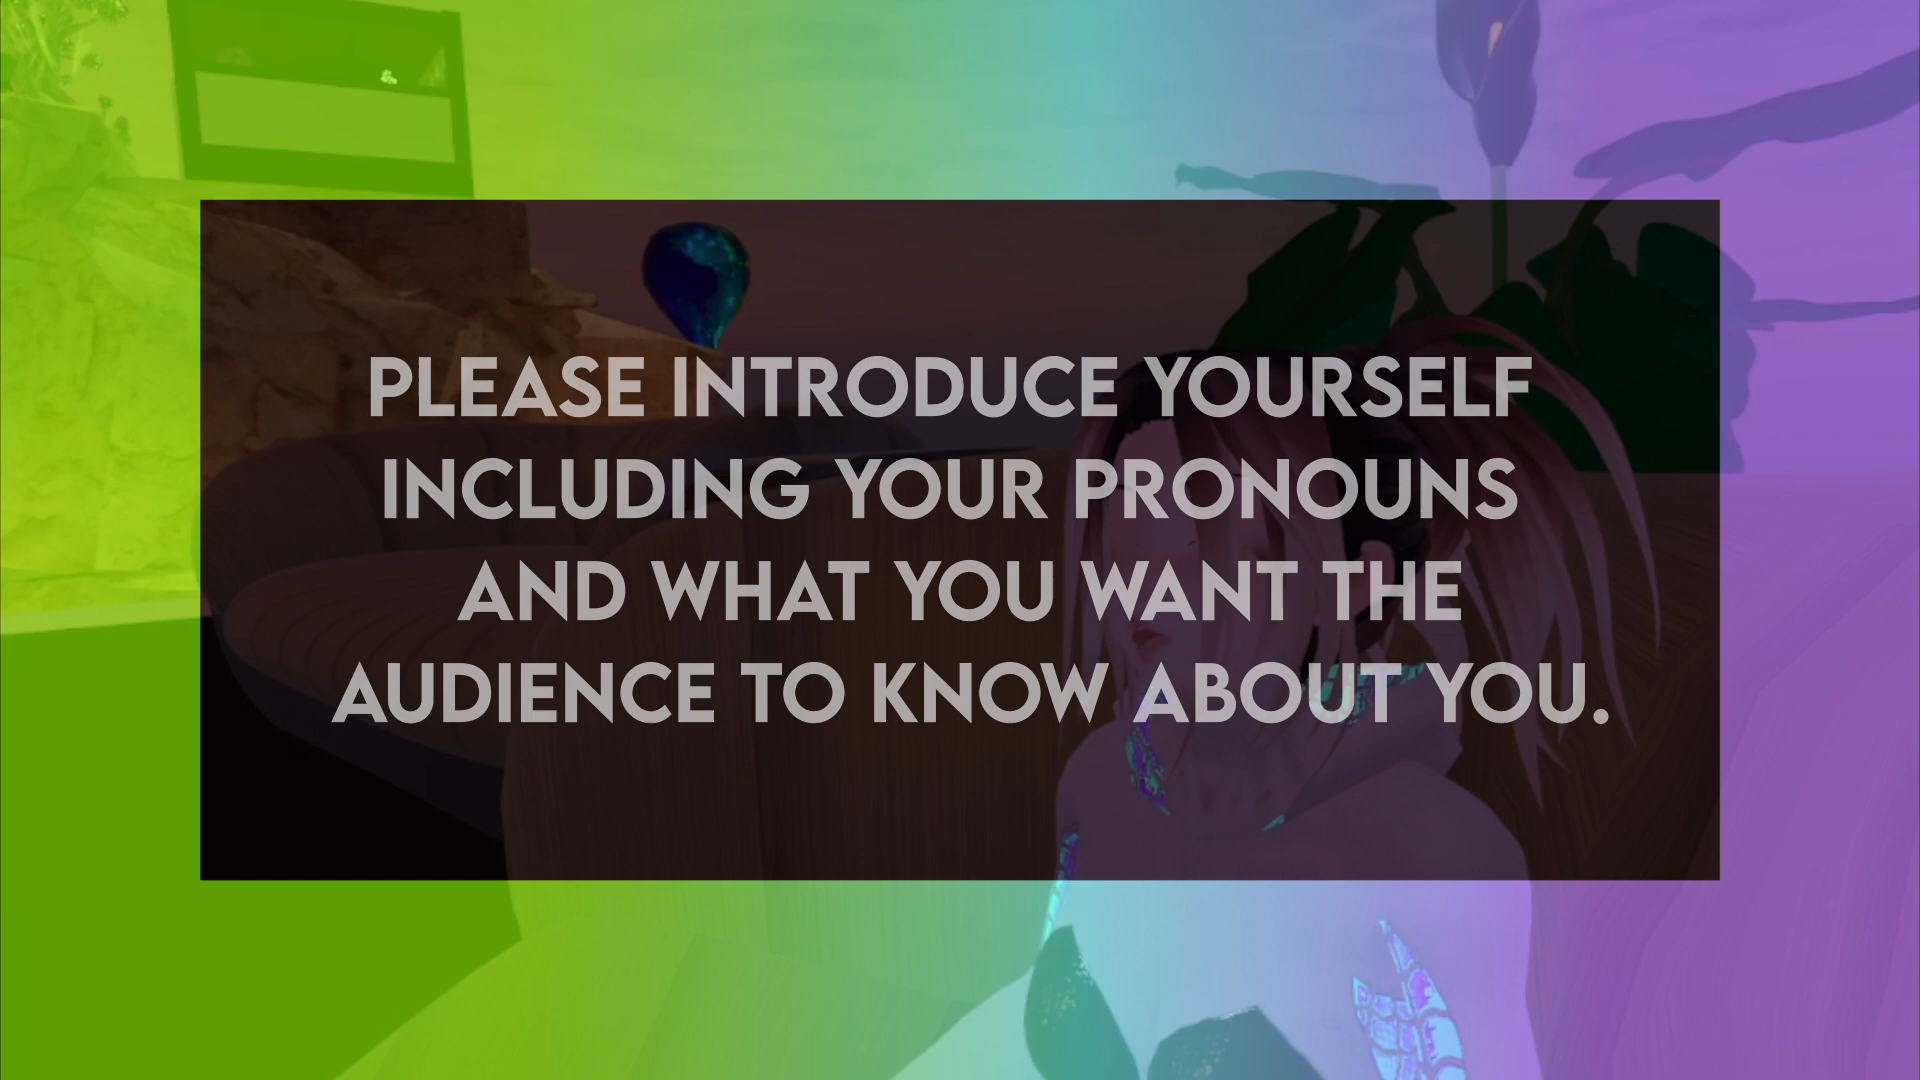 PLEASE INTRODUCE YOURSELF
INCLUDING YOUR PRONOUNS
AND WHAT YOU WANT THE
AUDIENCE TO KNOW ABOUT YOU.